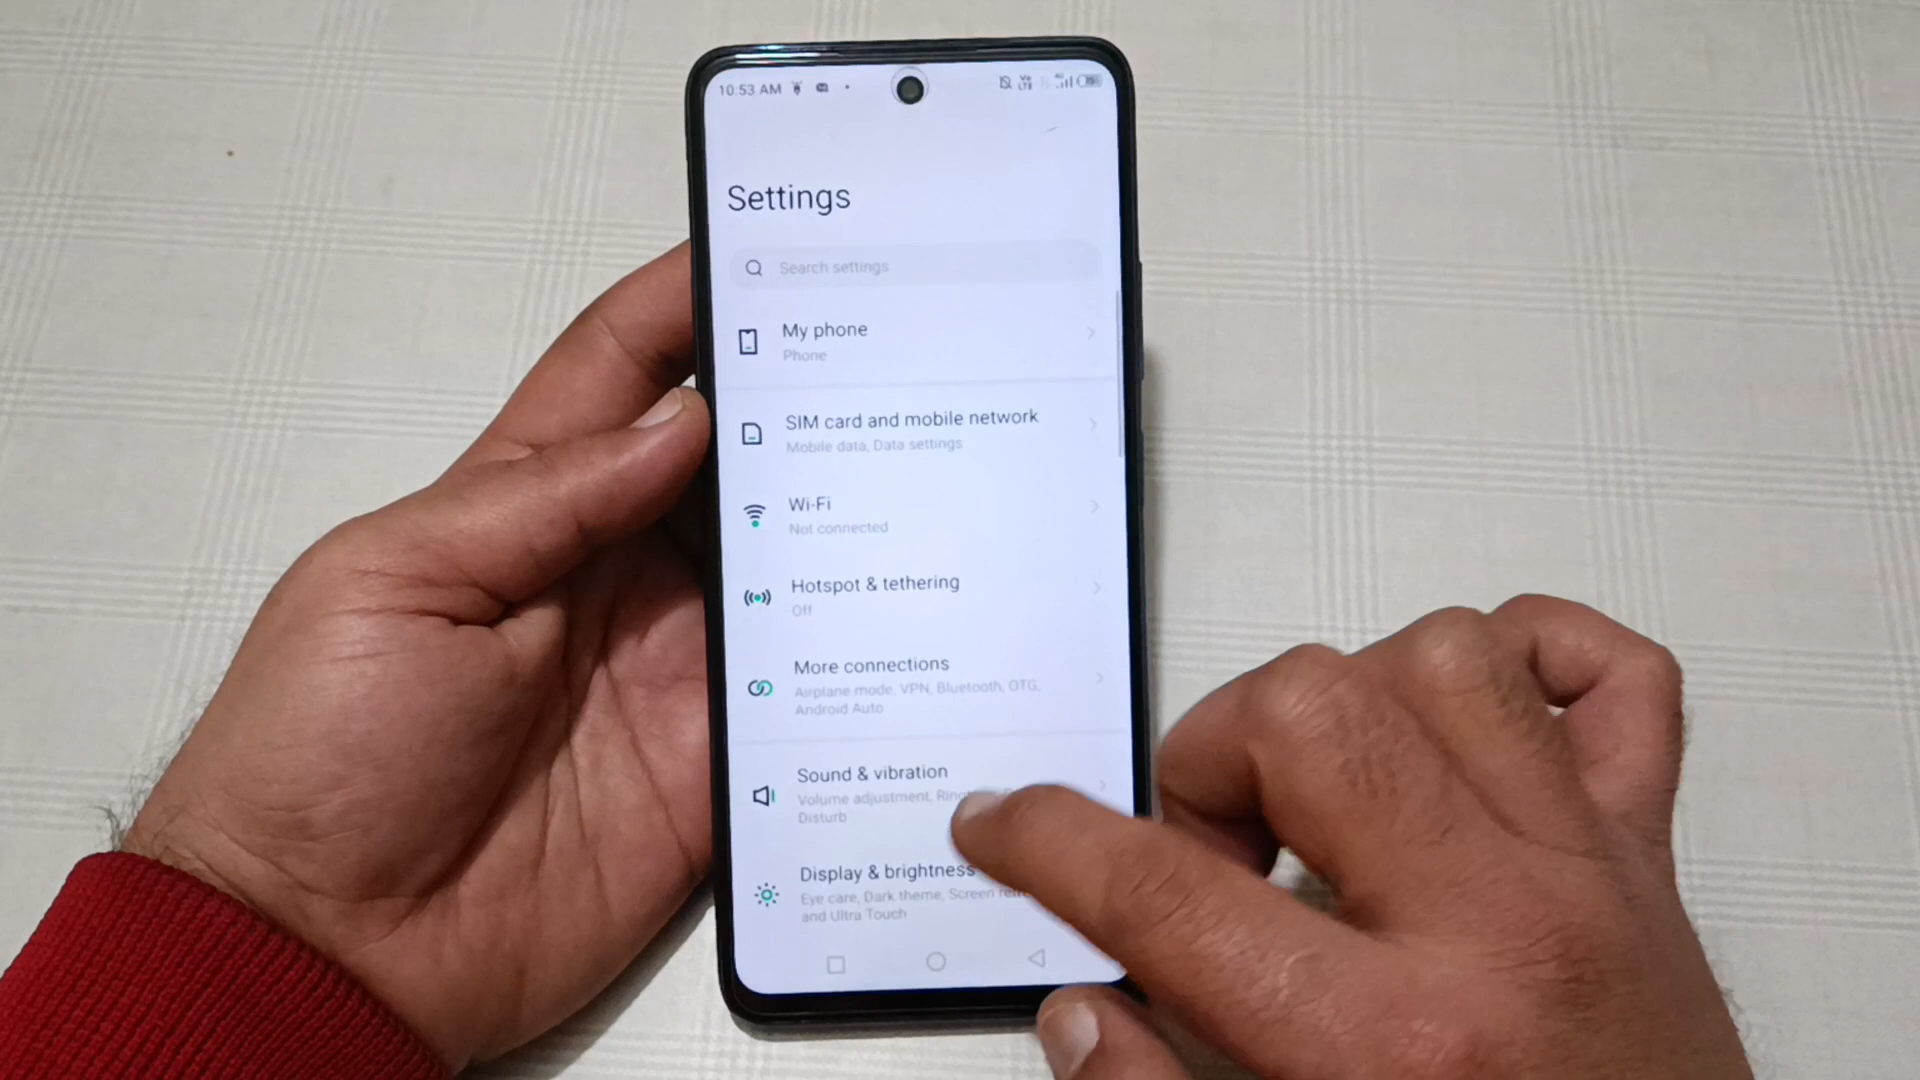 10:53 AM
Settings
Search settings
My phone
Phone
SIM card and mobile network
Mobile data, Data settings
Wi-Fi
Not connected
Hotspot & tethering
Off
More connections
Airplane mode, VPN, Bluetooth, OTG,
Android Auto
Sound & vibration
Volume adjustment,
Disturb
Display & brightness
Eye care, Dark theme, Screen
and Ultra Touch